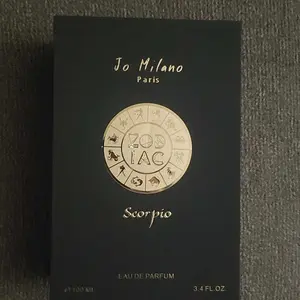 Jo Milano
Paris
ZOD
IAC
Scorpio
EAU DE PARFUM
3.4 FL. OZ.